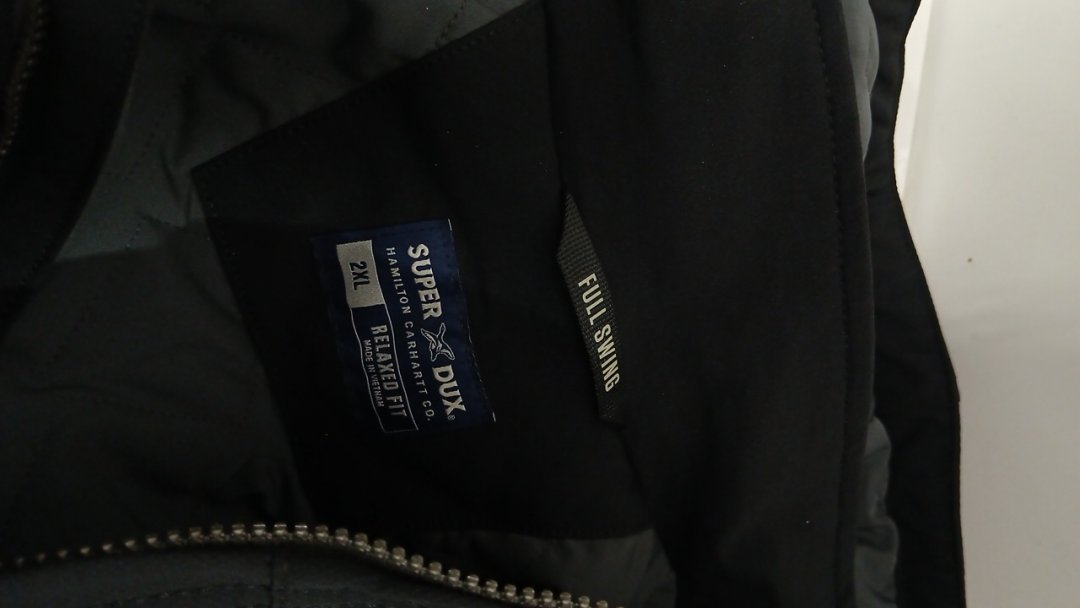 SUPER DUX®
HAMILTON CARHARTT CO.
2XL
RELAXED FIT
MADE IN VIETNAM
FULL SWING